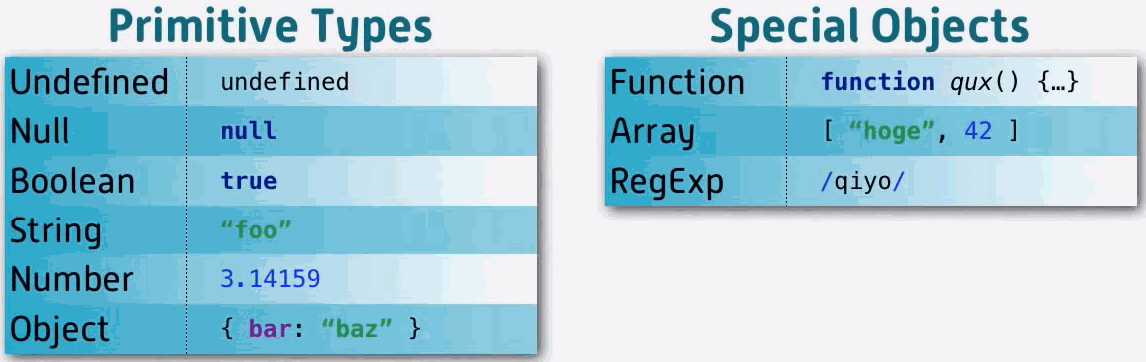 Primitive Types
Undefined undefined
Null null
Boolean true
String “foo”
Number 3.14159
Object { bar: “baz” }
Special Objects
Function function qux() {…}
Array [ “hoge”, 42 ]
RegExp /qiyo/